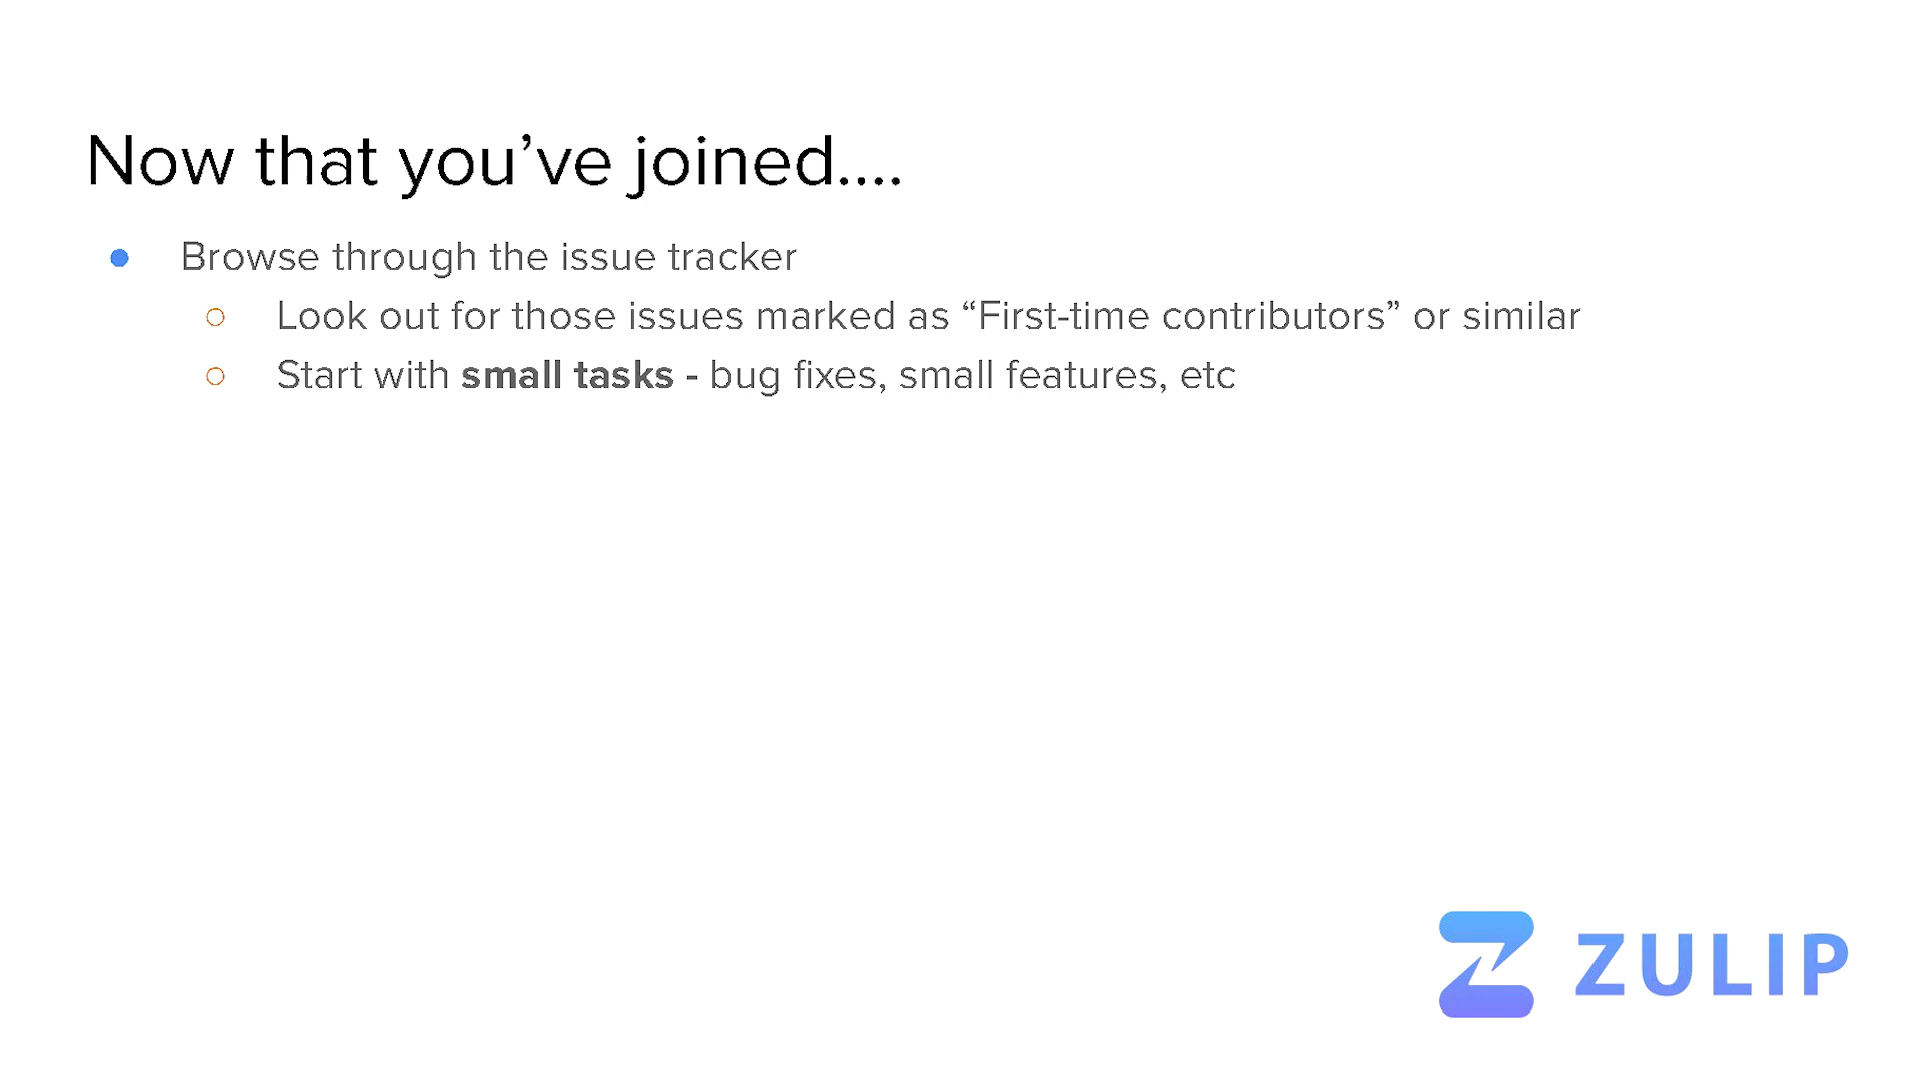 Now that you’ve joined....
● Browse through the issue tracker
○ Look out for those issues marked as “First-time contributors” or similar
○ Start with small tasks - bug fixes, small features, etc
ZULIP